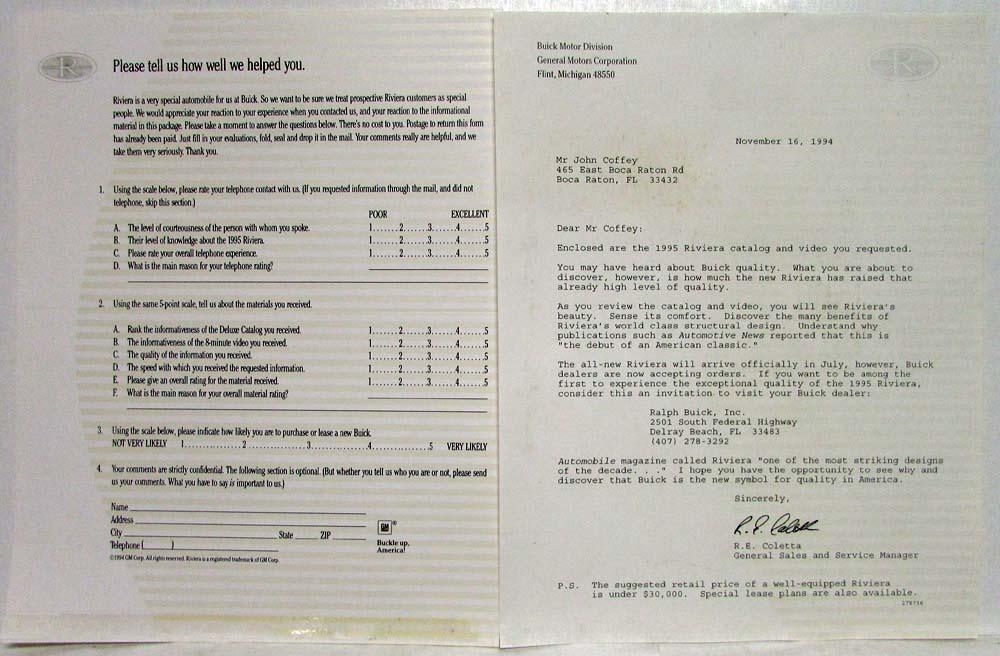 R
Please tell us how well we helped you.
Riviera is a very special automobile for us at Buick. So we want to be sure we treat prospective Riviera customers as special
people. We would appreciate your reaction to your experience when you contacted us, and your reaction to the informational
material in this package. Please take a moment to answer the questions below. There's no cost to you. Postage to return this form
has already been paid. Just fill in your evaluations, fold, seal and drop it in the mail. Your comments really are helpful, and we
take them very seriously. Thank you.
1. Using the scale below, please rate your telephone contact with us. (If you requested information through the mail, and did not
telephone, skip this section.)
POOR EXCELLENT
A. The level of courteousness of the person with whom you spoke. 1.......2.......3.......4.......5
B. Their level of knowledge about the 1995 Riviera. 1.......2.......3.......4.......5
C. Please rate your overall telephone experience. 1.......2.......3.......4.......5
D. What is the main reason for your telephone rating?
2. Using the same 5-point scale, tell us about the materials you received.
A. Rank the informativeness of the Deluxe Catalog you received. 1.......2.......3.......4.......5
B. The informativeness of the 8-minute video you received. 1.......2.......3.......4.......5
C. The quality of the information you received. 1.......2.......3.......4.......5
D. The speed with which you received the requested information. 1.......2.......3.......4.......5
E. Please give an overall rating for the material received. 1.......2.......3.......4.......5
F. What is the main reason for your overall material rating?
3. Using the scale below, please indicate how likely you are to purchase or lease a new Buick.
NOT VERY LIKELY 1..................2..................3..................4..................5 VERY LIKELY
4. Your comments are strictly confidential. The following section is optional. (But whether you tell us who you are or not, please send
us your comments. What you have to say is important to us.)
Name
Address
City State ZIP
Telephone ( )
GM ®
Buckle up,
America!
©1994 GM Corp. All rights reserved. Riviera is a registered trademark of GM Corp.
Buick Motor Division
General Motors Corporation
Flint, Michigan 48550
R
November 16, 1994
Mr John Coffey
465 East Boca Raton Rd
Boca Raton, FL 33432
Dear Mr Coffey:
Enclosed are the 1995 Riviera catalog and video you requested.
You may have heard about Buick quality. What you are about to
discover, however, is how much the new Riviera has raised that
already high level of quality.
As you review the catalog and video, you will see Riviera's
beauty. Sense its comfort. Discover the many benefits of
Riviera's world class structural design. Understand why
publications such as Automotive News reported that this is
"the debut of an American classic."
The all-new Riviera will arrive officially in July, however, Buick
dealers are now accepting orders. If you want to be among the
first to experience the exceptional quality of the 1995 Riviera,
consider this an invitation to visit your Buick dealer:
Ralph Buick, Inc.
2501 South Federal Highway
Delray Beach, FL 33483
(407) 278-3292
Automobile magazine called Riviera "one of the most striking designs
of the decade. . ." I hope you have the opportunity to see why and
discover that Buick is the new symbol for quality in America.
Sincerely,
R.E. Coletta
R.E. Coletta
General Sales and Service Manager
P.S. The suggested retail price of a well-equipped Riviera
is under $30,000. Special lease plans are also available.